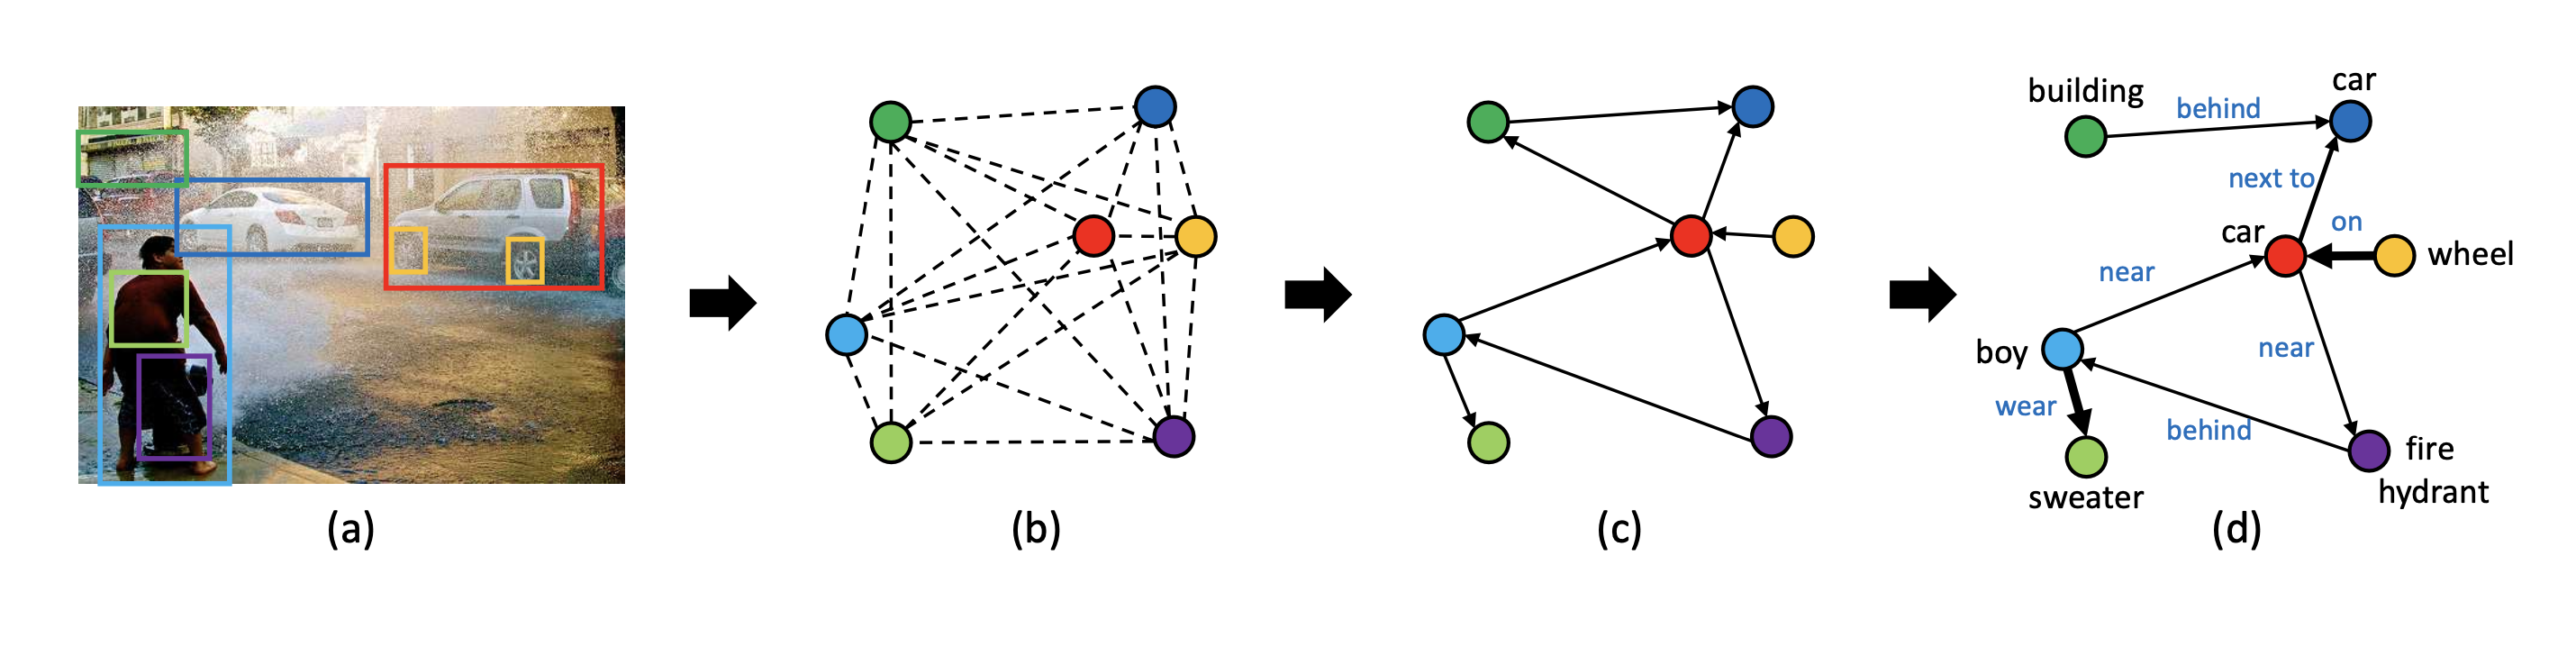 building
behind
car
next to
on
car
wheel
near
boy
near
wear
behind
fire
hydrant
sweater
(a)
(b)
(c)
(d)